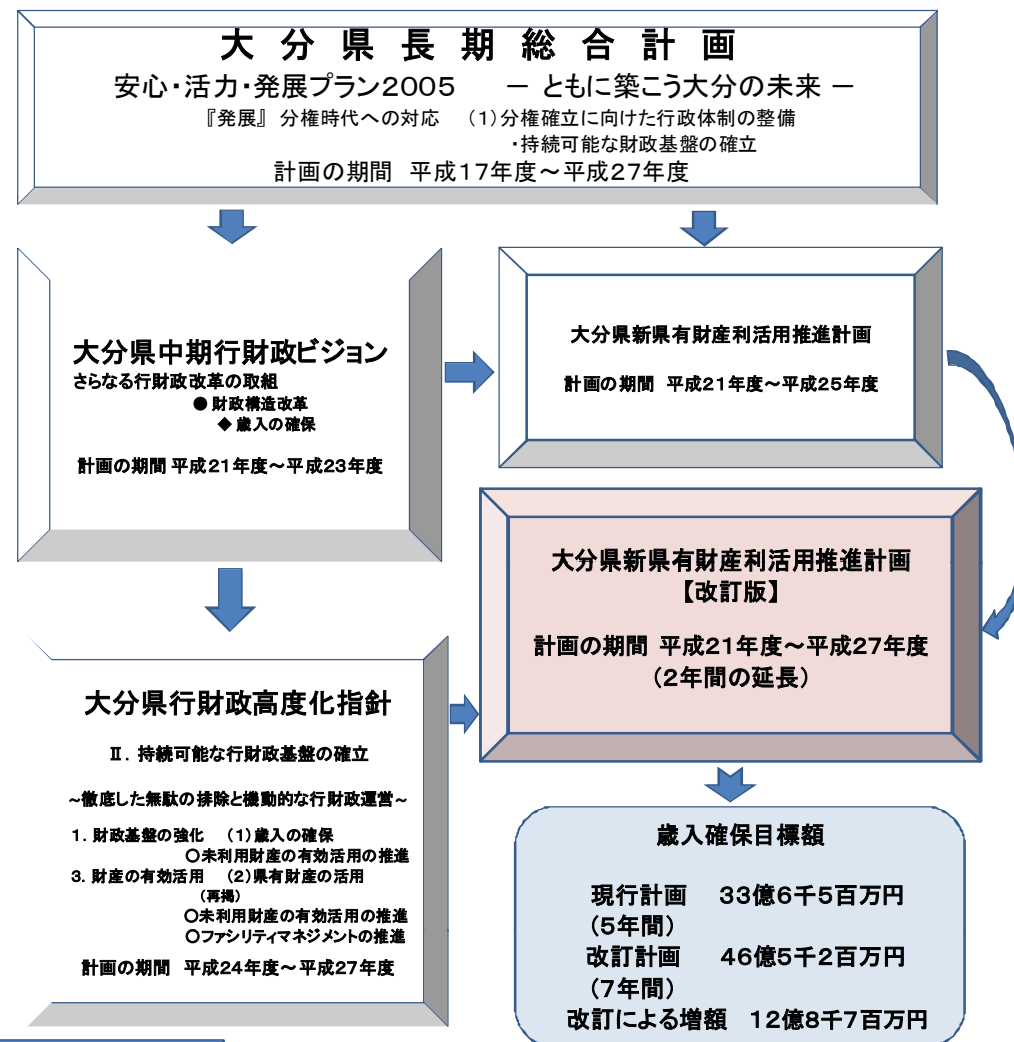 大分県長期総合計画
安心・活力・発展プラン2005　－ともに築こう大分の未来－
『発展』分権時代への対応　（1）分権確立に向けた行政体制の整備
・持続可能な財政基盤の確立
計画の期間　平成17年度～平成27年度
大分県中期行財政ビジョン
さらなる行財政改革の取組
●財政構造改革
◆歳入の確保
計画の期間 平成21年度～平成23年度
大分県新県有財産利活用推進計画
計画の期間　平成21年度～平成25年度
大分県新県有財産利活用推進計画
【改訂版】
計画の期間　平成21年度～平成27年度
（2年間の延長）
大分県行財政高度化指針
Ⅱ．持続可能な行財政基盤の確立
～徹底した無駄の排除と機動的な行財政運営～
1．財政基盤の強化　（1）歳入の確保
○未利用財産の有効活用の推進
3．財産の有効活用　（2）県有財産の活用
（再掲）
○未利用財産の有効活用の推進
○ファシリティマネジメントの推進
計画の期間　平成24年度～平成27年度
歳入確保目標額
現行計画　33億6千5百万円
（5年間）
改訂計画　46億5千2百万円
（7年間）
改訂による増額　12億8千7百万円